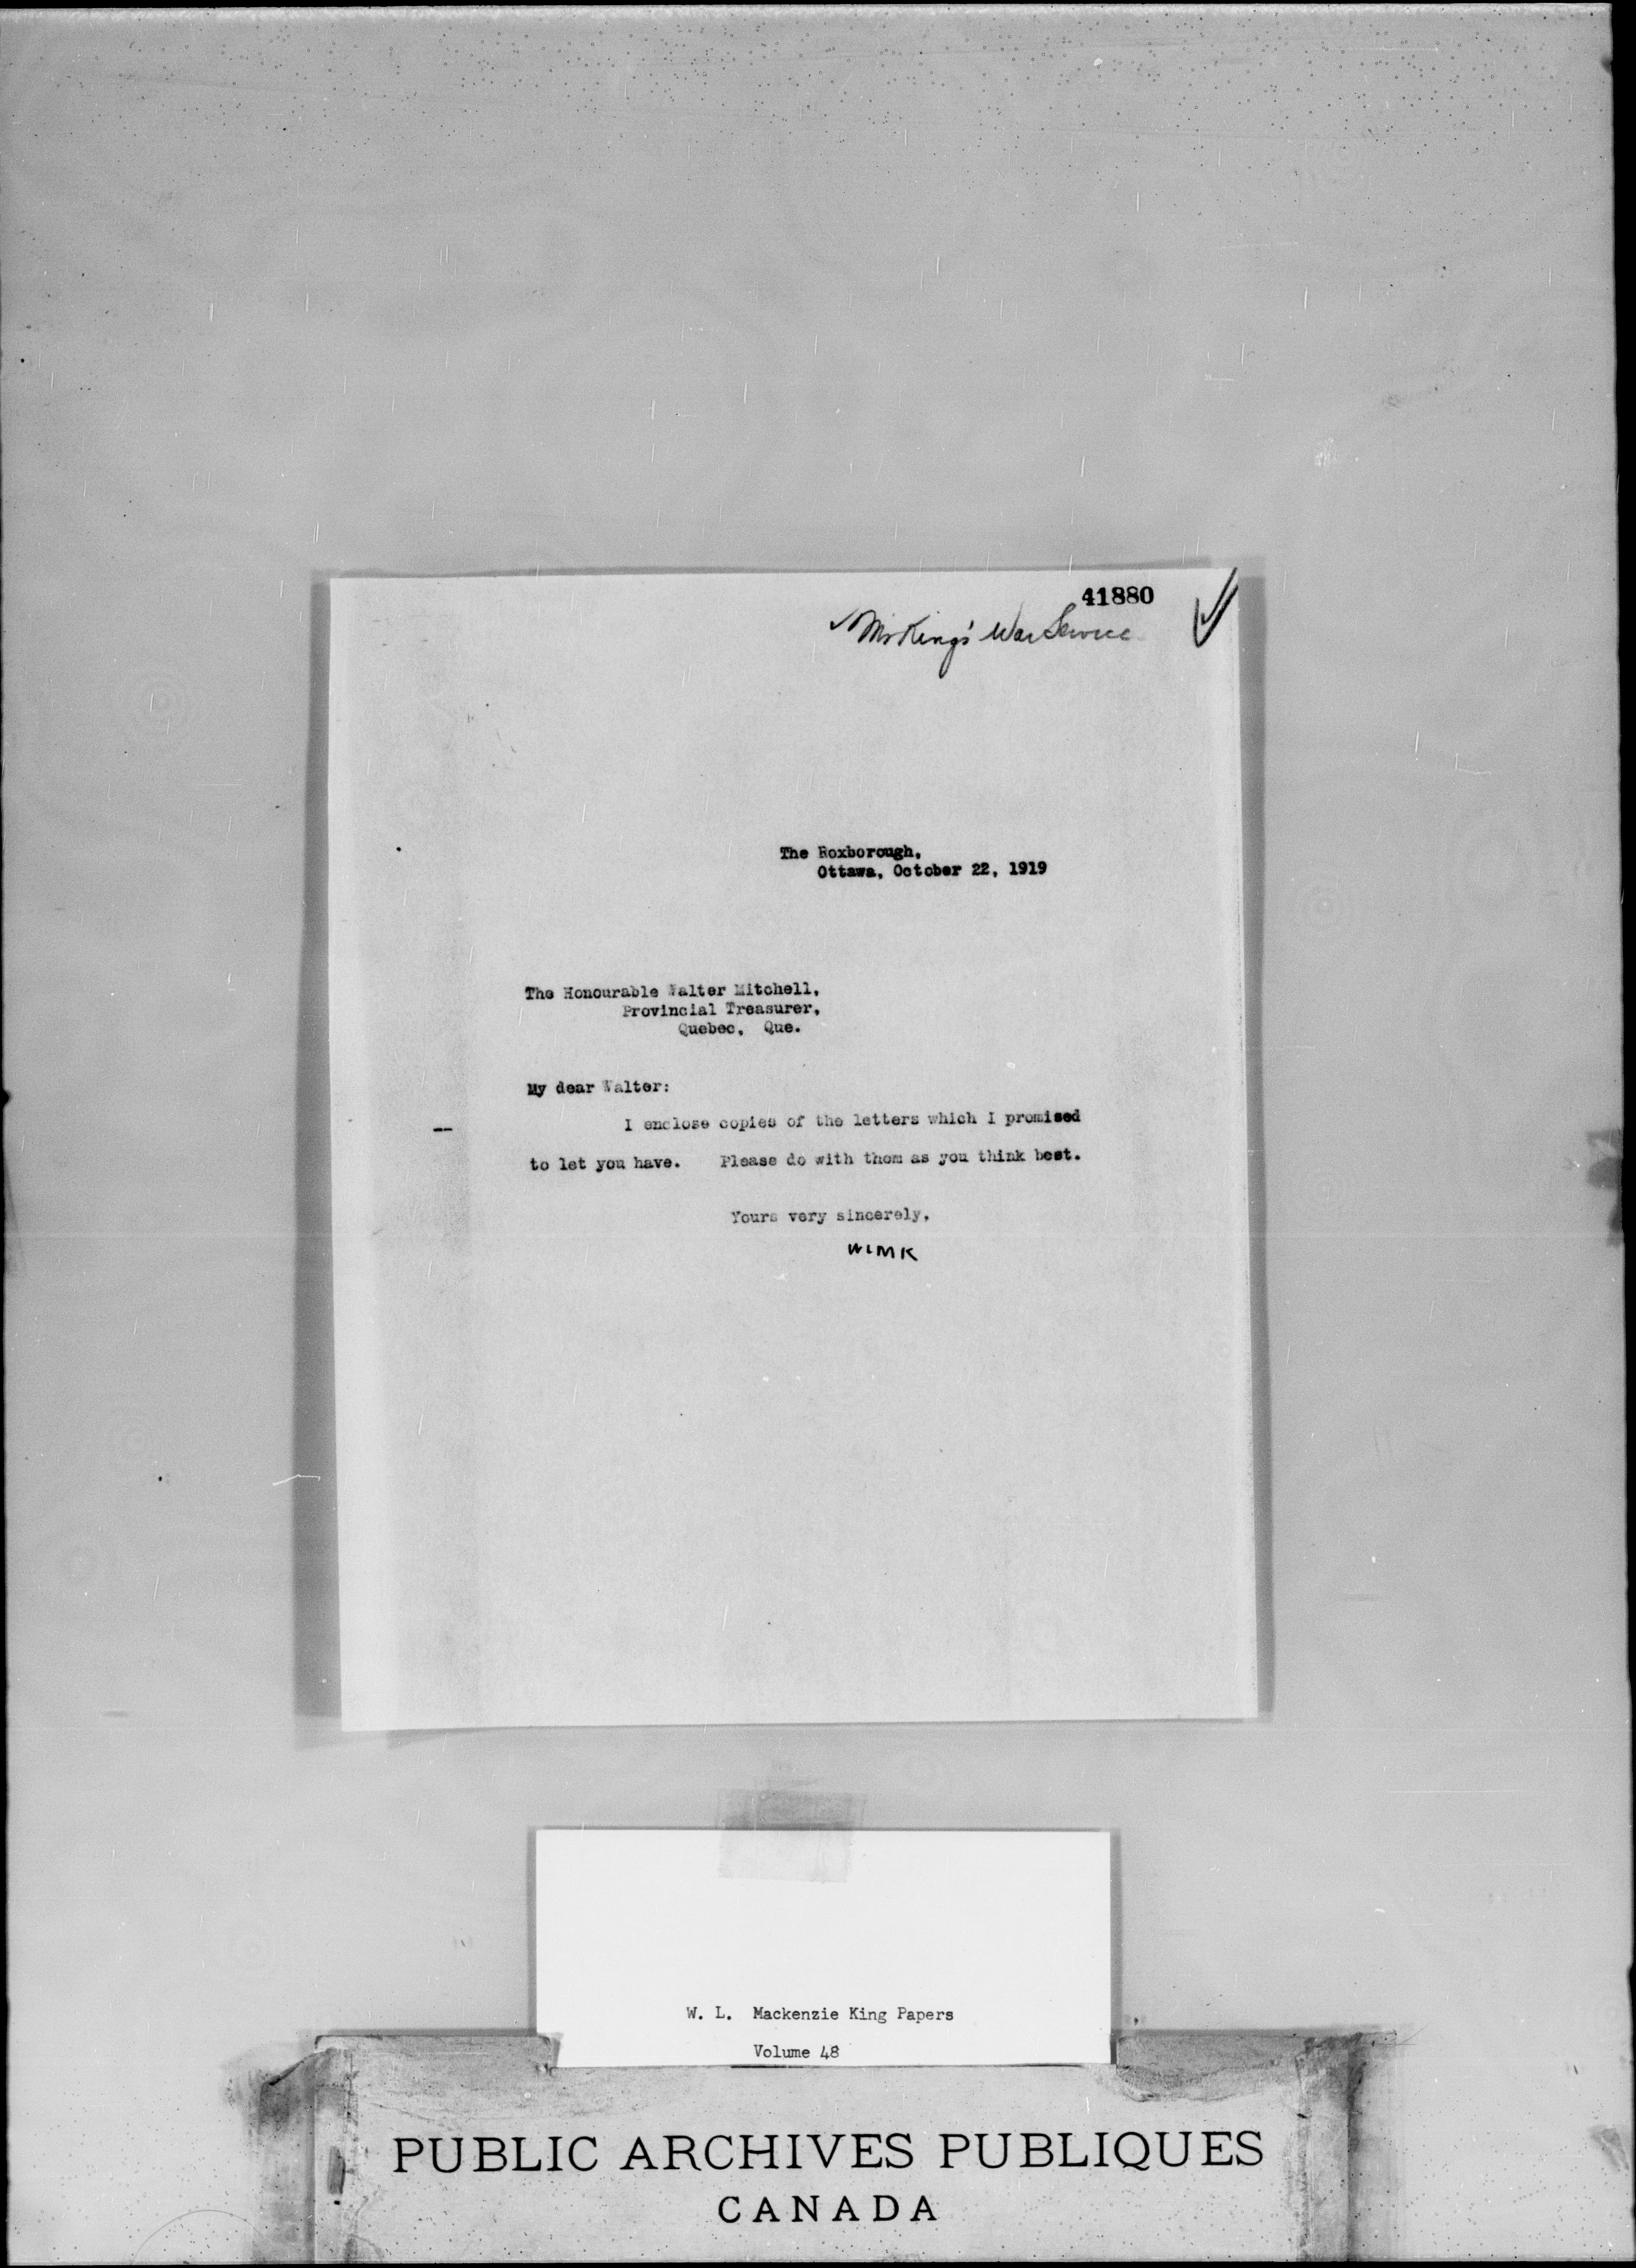 41880
Mr King's War Service
The Roxborough,
Ottawa, October 22, 1919
The Honourable Walter Mitchell,
Provincial Treasurer,
Quebec, Que.
My dear Walter:
I enclose copies of the letters which I promised
to let you have. Please do with them as you think best.
Yours very sincerely,
WLMK
W. L. Mackenzie King Papers
Volume 48
PUBLIC ARCHIVES PUBLIQUES
CANADA